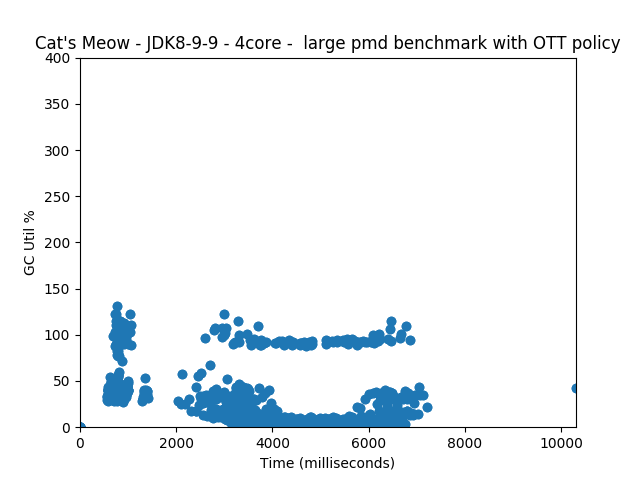 Cat's Meow - JDK8-9-9 - 4core -  large pmd benchmark with OTT policy
400
350
300
250
200
150
100
50
0
GC Util %
0 2000 4000 6000 8000 10000
Time (milliseconds)